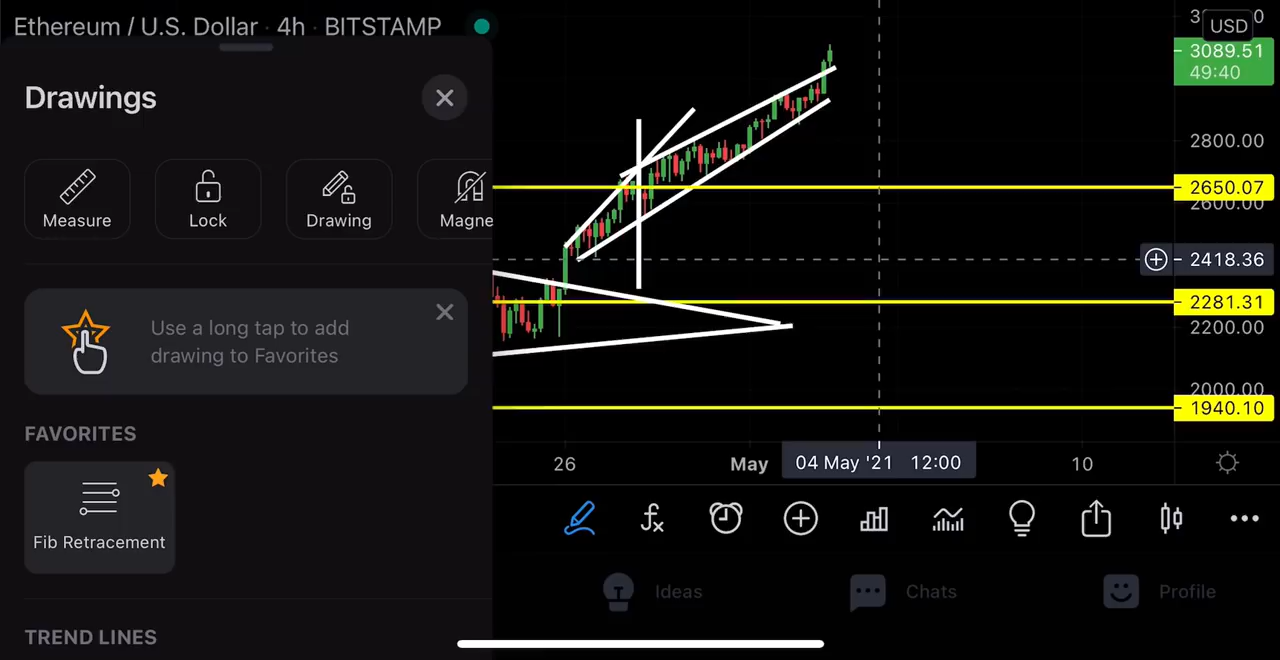 Ethereum / U.S. Dollar · 4h · BITSTAMP
Drawings
Measure
Lock
Drawing
Magne
Use a long tap to add
drawing to Favorites
FAVORITES
Fib Retracement
TREND LINES
USD
3089.51
49:40
2800.00
2650.07
2600.00
2418.36
2281.31
2200.00
2000.00
1940.10
26
May
04 May '21 12:00
10
Ideas
Chats
Profile